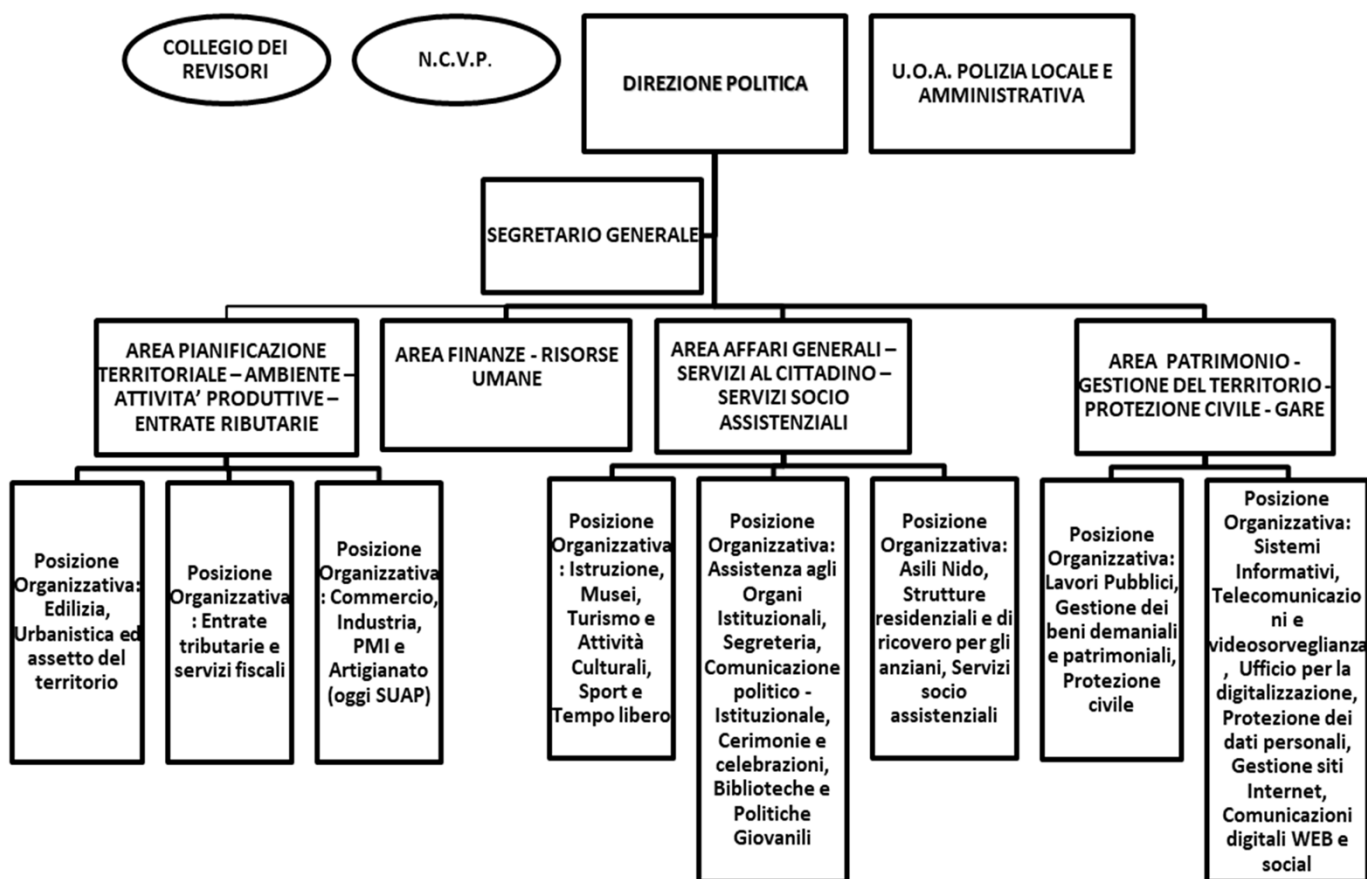 COLLEGIO DEI
REVISORI
N.C.V.P.
DIREZIONE POLITICA
U.O.A. POLIZIA LOCALE E
AMMINISTRATIVA
SEGRETARIO GENERALE
AREA PIANIFICAZIONE
TERRITORIALE – AMBIENTE –
ATTIVITA’ PRODUTTIVE –
ENTRATE RIBUTARIE
AREA FINANZE - RISORSE
UMANE
AREA AFFARI GENERALI –
SERVIZI AL CITTADINO –
SERVIZI SOCIO
ASSISTENZIALI
AREA PATRIMONIO -
GESTIONE DEL TERRITORIO -
PROTEZIONE CIVILE - GARE
Posizione
Organizzativa:
Edilizia,
Urbanistica ed
assetto del
territorio
Posizione
Organizzativa
: Entrate
tributarie e
servizi fiscali
Posizione
Organizzativa
: Commercio,
Industria,
PMI e
Artigianato
(oggi SUAP)
Posizione
Organizzativa
: Istruzione,
Musei,
Turismo e
Attività
Culturali,
Sport e
Tempo libero
Posizione
Organizzativa:
Assistenza agli
Organi
Istituzionali,
Segreteria,
Comunicazione
politico -
Istituzionale,
Cerimonie e
celebrazioni,
Biblioteche e
Politiche
Giovanili
Posizione
Organizzativa:
Asili Nido,
Strutture
residenziali e di
ricovero per gli
anziani, Servizi
socio
assistenziali
Posizione
Organizzativa:
Lavori Pubblici,
Gestione dei
beni demaniali
e patrimoniali,
Protezione
civile
Posizione
Organizzativa:
Sistemi
Informativi,
Telecomunicazio
ni e
videosorveglianza
, Ufficio per la
digitalizzazione,
Protezione dei
dati personali,
Gestione siti
Internet,
Comunicazioni
digitali WEB e
social